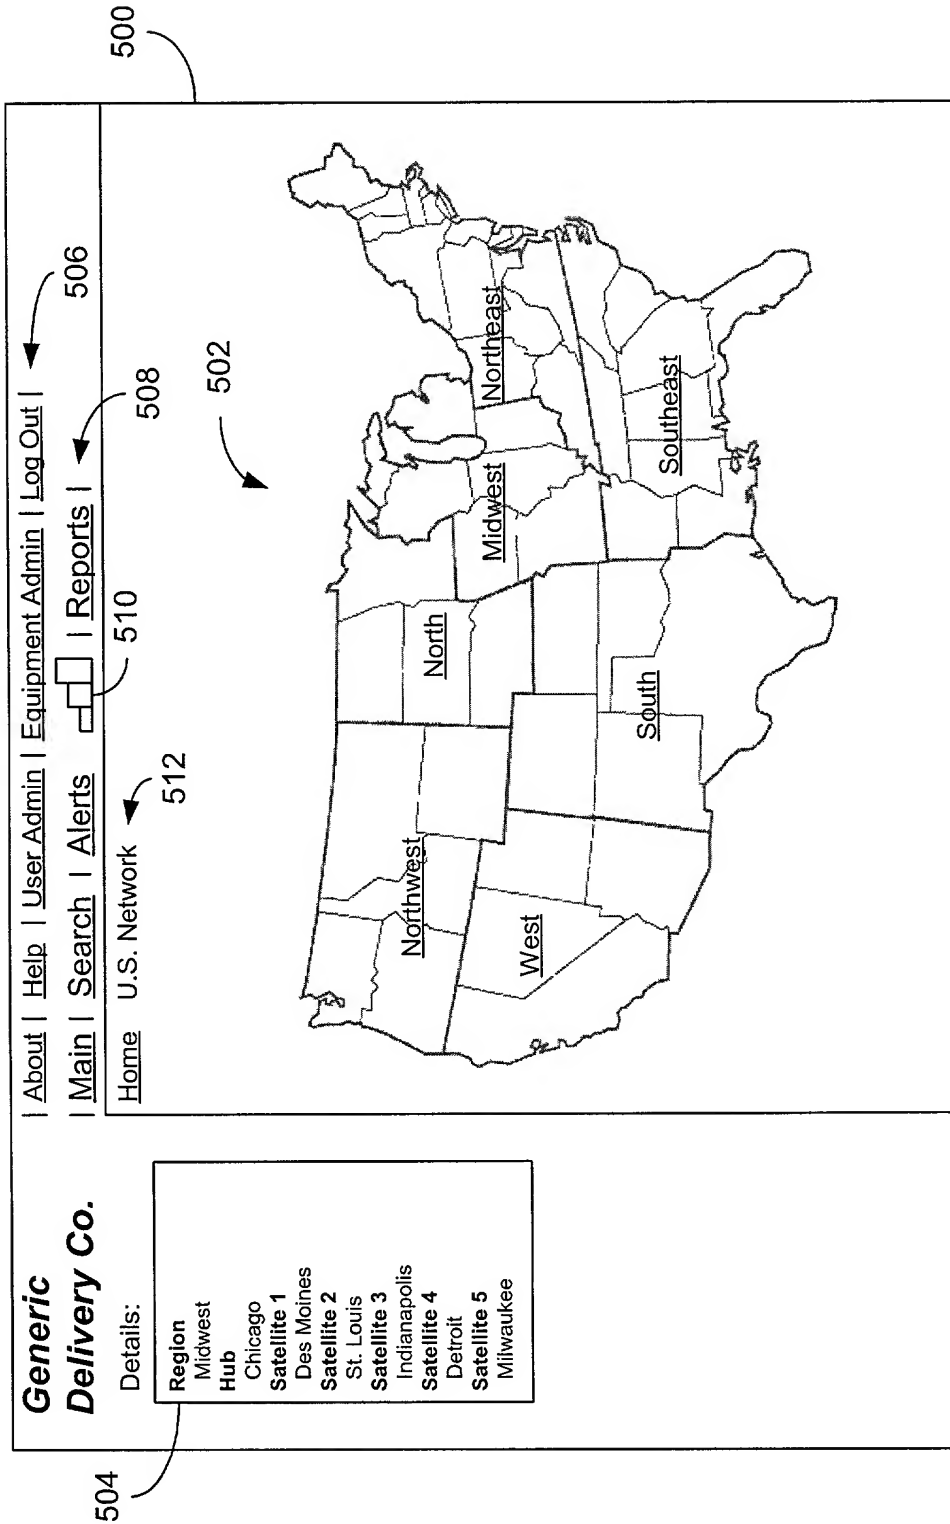 Generic
Delivery Co.
| About | Help | User Admin | Equipment Admin | Log Out |
| Main | Search | Alerts | Reports |
Home U.S. Network
Details:
Region
Midwest
Hub
Chicago
Satellite 1
Des Moines
Satellite 2
St. Louis
Satellite 3
Indianapolis
Satellite 4
Detroit
Satellite 5
Milwaukee
Northwest
North
Midwest
Northeast
West
South
Southeast
500
502
504
506
508
510
512